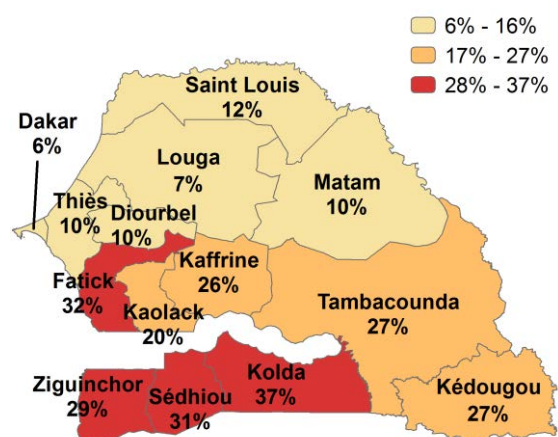 6% - 16%
17% - 27%
28% - 37%
Saint Louis
12%
Dakar
6%
Louga
7%
Matam
10%
Thiès
10%
Diourbel
10%
Kaffrine
26%
Fatick
32%
Kaolack
20%
Tambacounda
27%
Ziguinchor
29%
Sédhiou
31%
Kolda
37%
Kédougou
27%